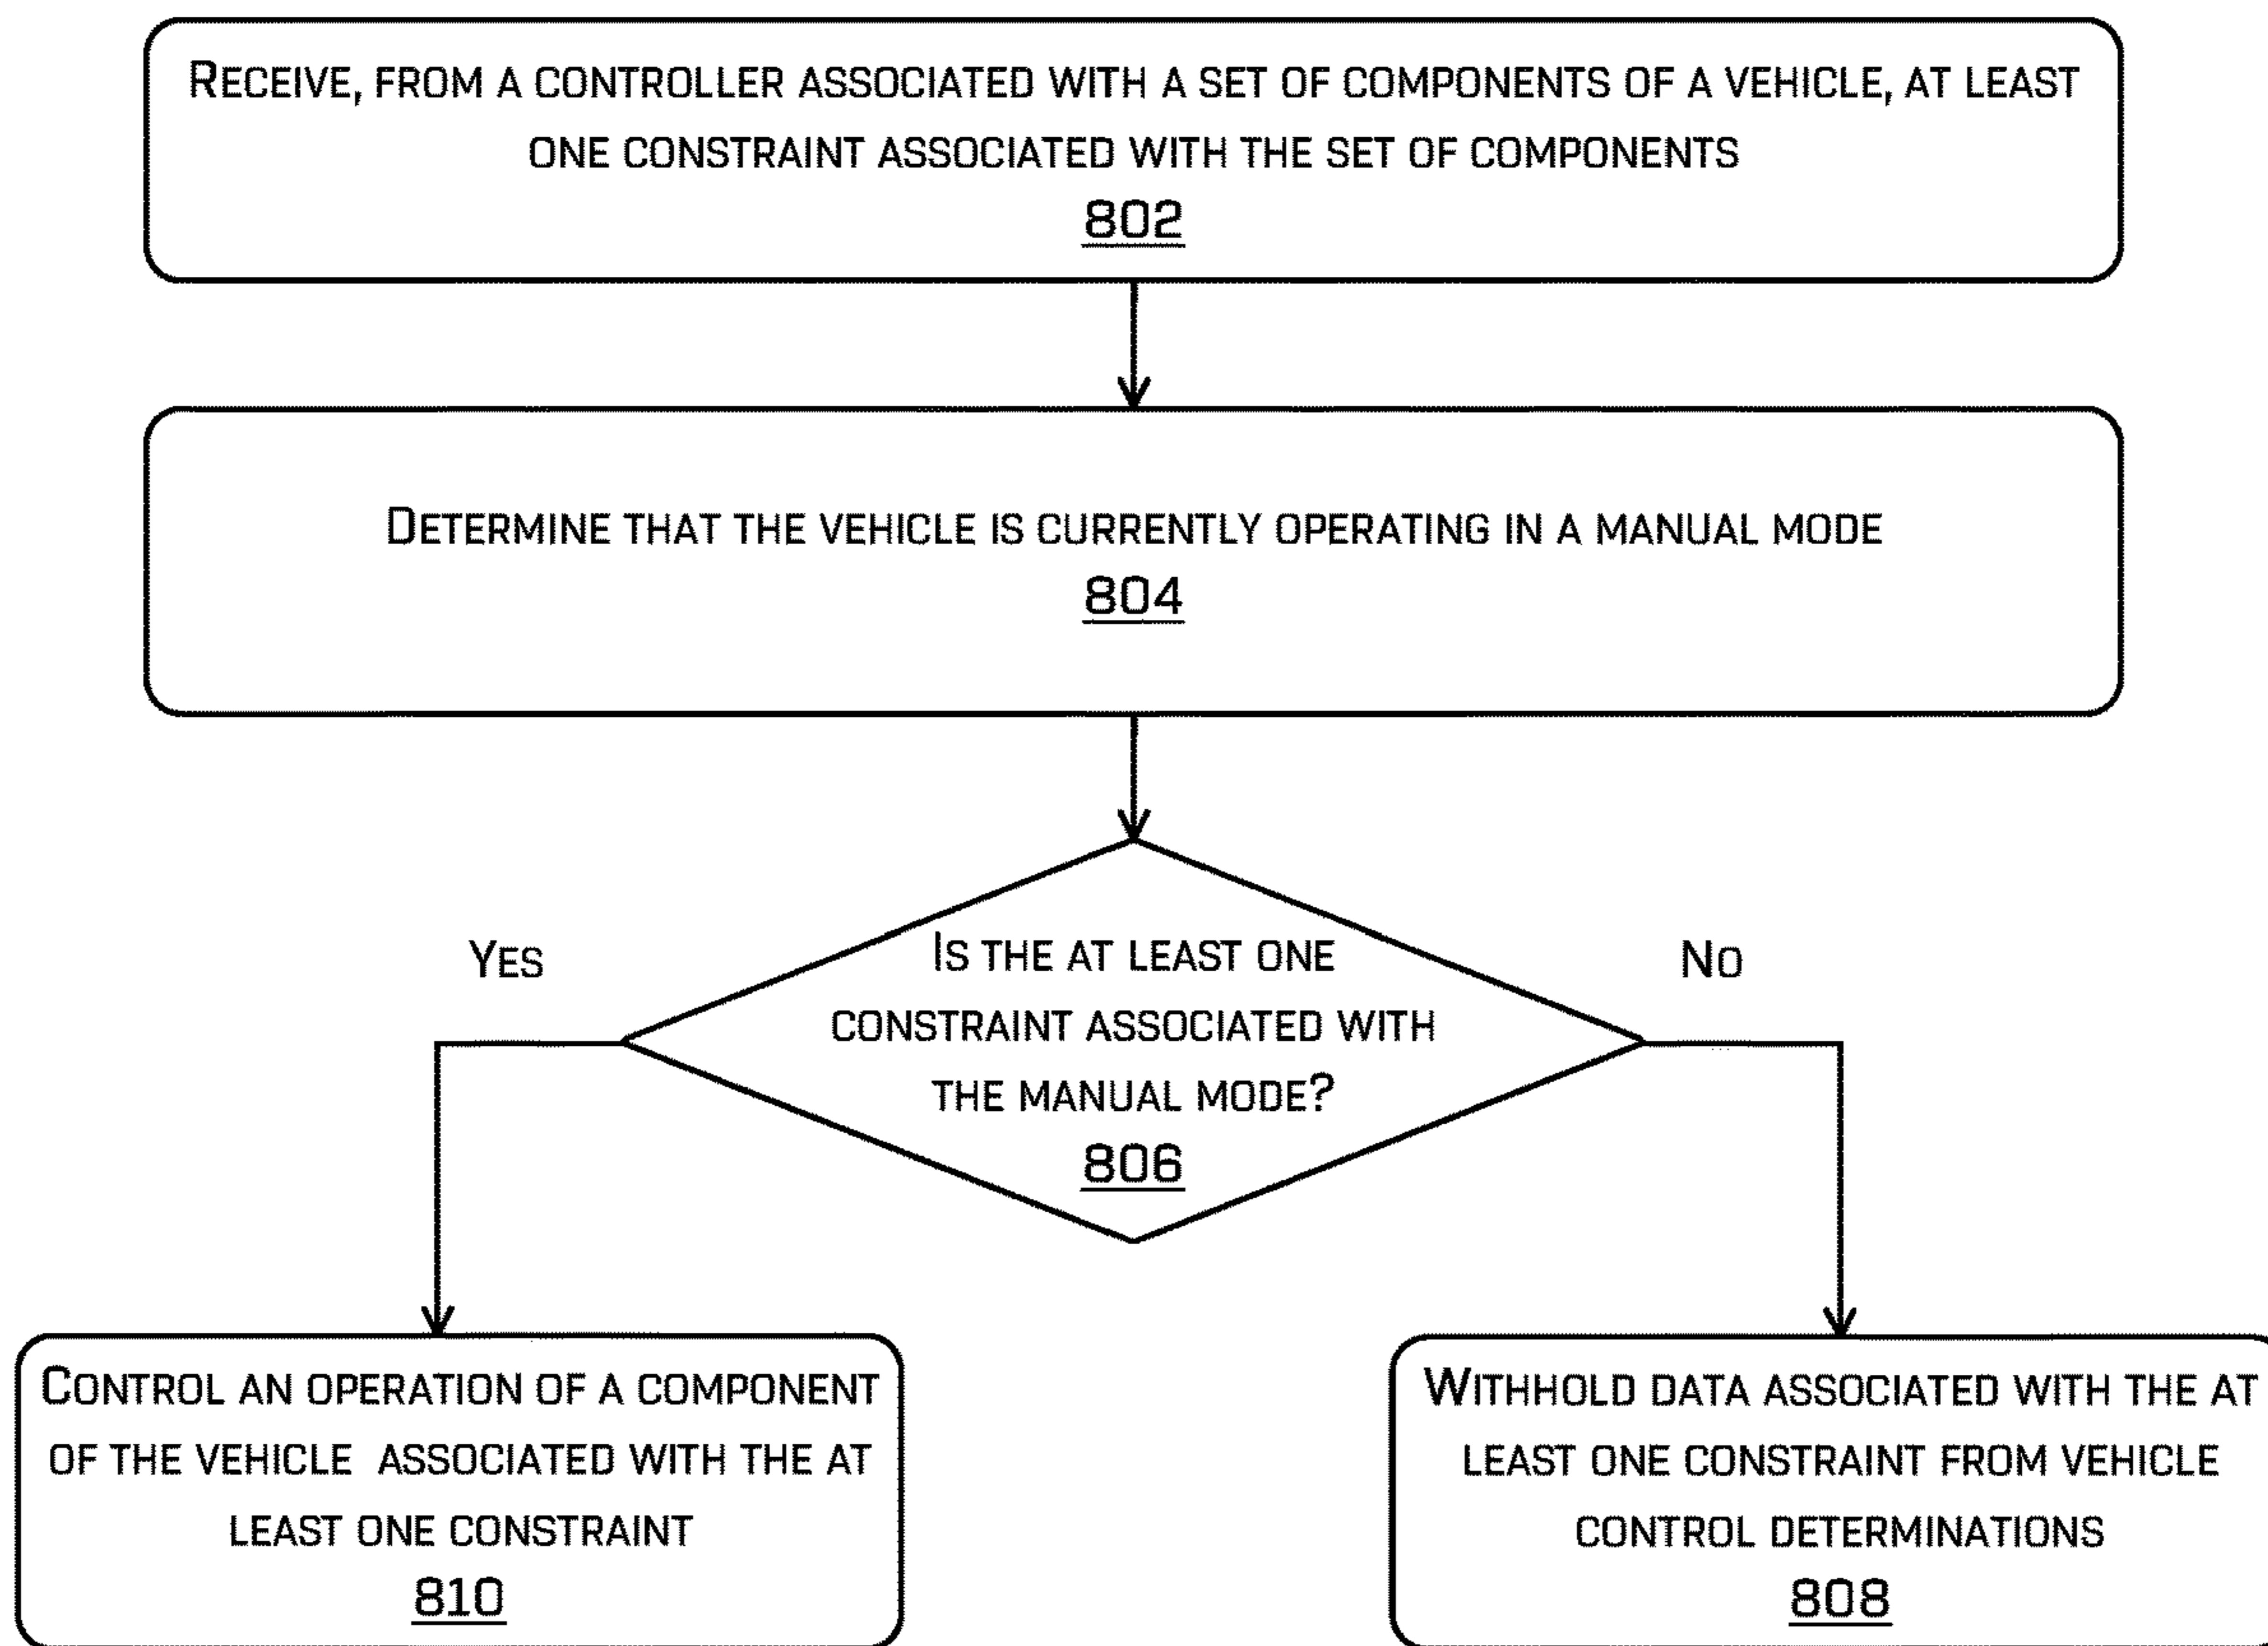 RECEIVE, FROM A CONTROLLER ASSOCIATED WITH A SET OF COMPONENTS OF A VEHICLE, AT LEAST
ONE CONSTRAINT ASSOCIATED WITH THE SET OF COMPONENTS
802
DETERMINE THAT THE VEHICLE IS CURRENTLY OPERATING IN A MANUAL MODE
804
YES
NO
IS THE AT LEAST ONE
CONSTRAINT ASSOCIATED WITH
THE MANUAL MODE?
806
CONTROL AN OPERATION OF A COMPONENT
OF THE VEHICLE ASSOCIATED WITH THE AT
LEAST ONE CONSTRAINT
810
WITHHOLD DATA ASSOCIATED WITH THE AT
LEAST ONE CONSTRAINT FROM VEHICLE
CONTROL DETERMINATIONS
808